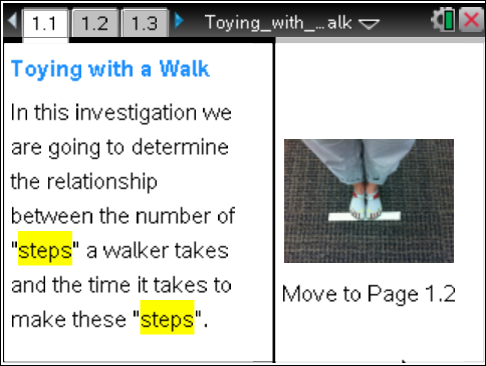 1.1 1.2 1.3 Toying_with_…alk
Toying with a Walk
In this investigation we
are going to determine
the relationship
between the number of
"steps" a walker takes
and the time it takes to
make these "steps".
Move to Page 1.2